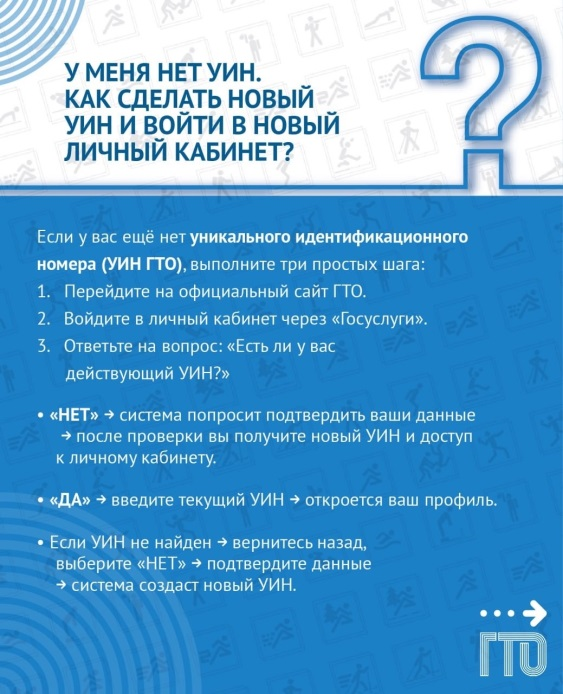 У МЕНЯ НЕТ УИН.
КАК СДЕЛАТЬ НОВЫЙ
УИН И ВОЙТИ В НОВЫЙ
ЛИЧНЫЙ КАБИНЕТ?
?
Если у вас ещё нет уникального идентификационного
номера (УИН ГТО), выполните три простых шага:
1. Перейдите на официальный сайт ГТО.
2. Войдите в личный кабинет через «Госуслуги».
3. Ответьте на вопрос: «Есть ли у вас
действующий УИН?»
• «НЕТ» → система попросит подтвердить ваши данные
→ после проверки вы получите новый УИН и доступ
к личному кабинету.
• «ДА» → введите текущий УИН → откроется ваш профиль.
• Если УИН не найден → вернитесь назад,
выберите «НЕТ» → подтвердите данные
→ система создаст новый УИН.
ГТО